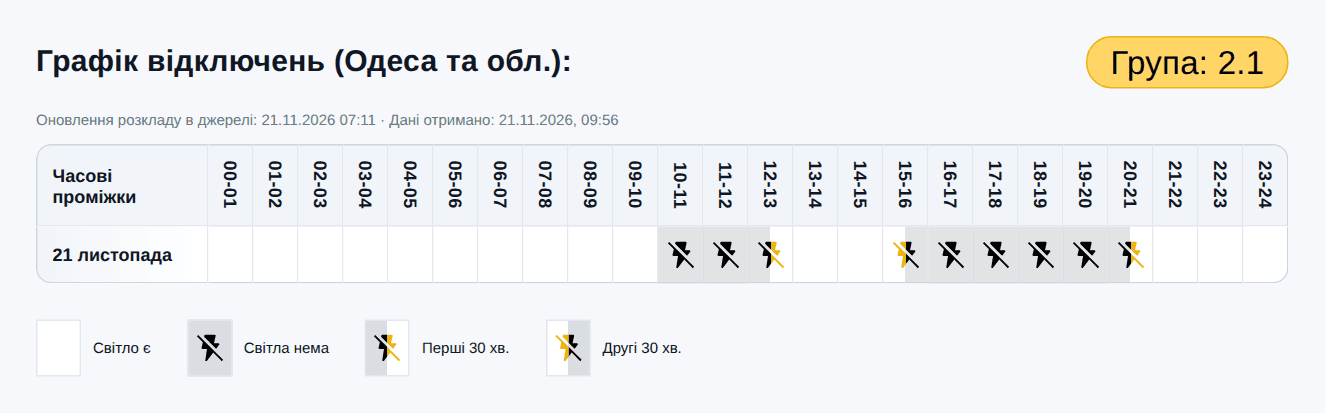 Графік відключень (Одеса та обл.):
Група: 2.1
Оновлення розкладу в джерелі: 21.11.2026 07:11 · Дані отримано: 21.11.2026, 09:56
Часові
проміжки
00-01
01-02
02-03
03-04
04-05
05-06
06-07
07-08
08-09
09-10
10-11
11-12
12-13
13-14
14-15
15-16
16-17
17-18
18-19
19-20
20-21
21-22
22-23
23-24
21 листопада
Світло є
Світла нема
Перші 30 хв.
Другі 30 хв.